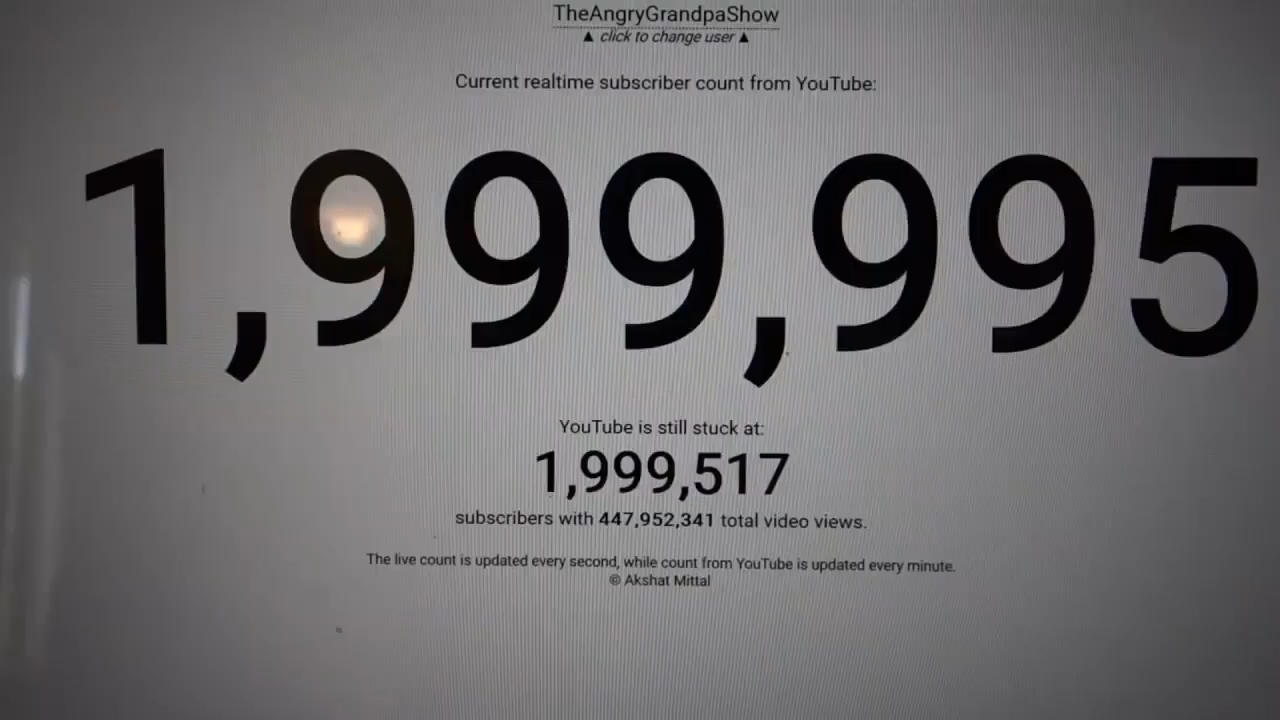 TheAngryGrandpaShow
▲ click to change user ▲
Current realtime subscriber count from YouTube:
1,999,995
YouTube is still stuck at:
1,999,517
subscribers with 447,952,341 total video views.
The live count is updated every second, while count from YouTube is updated every minute.
© Akshat Mittal